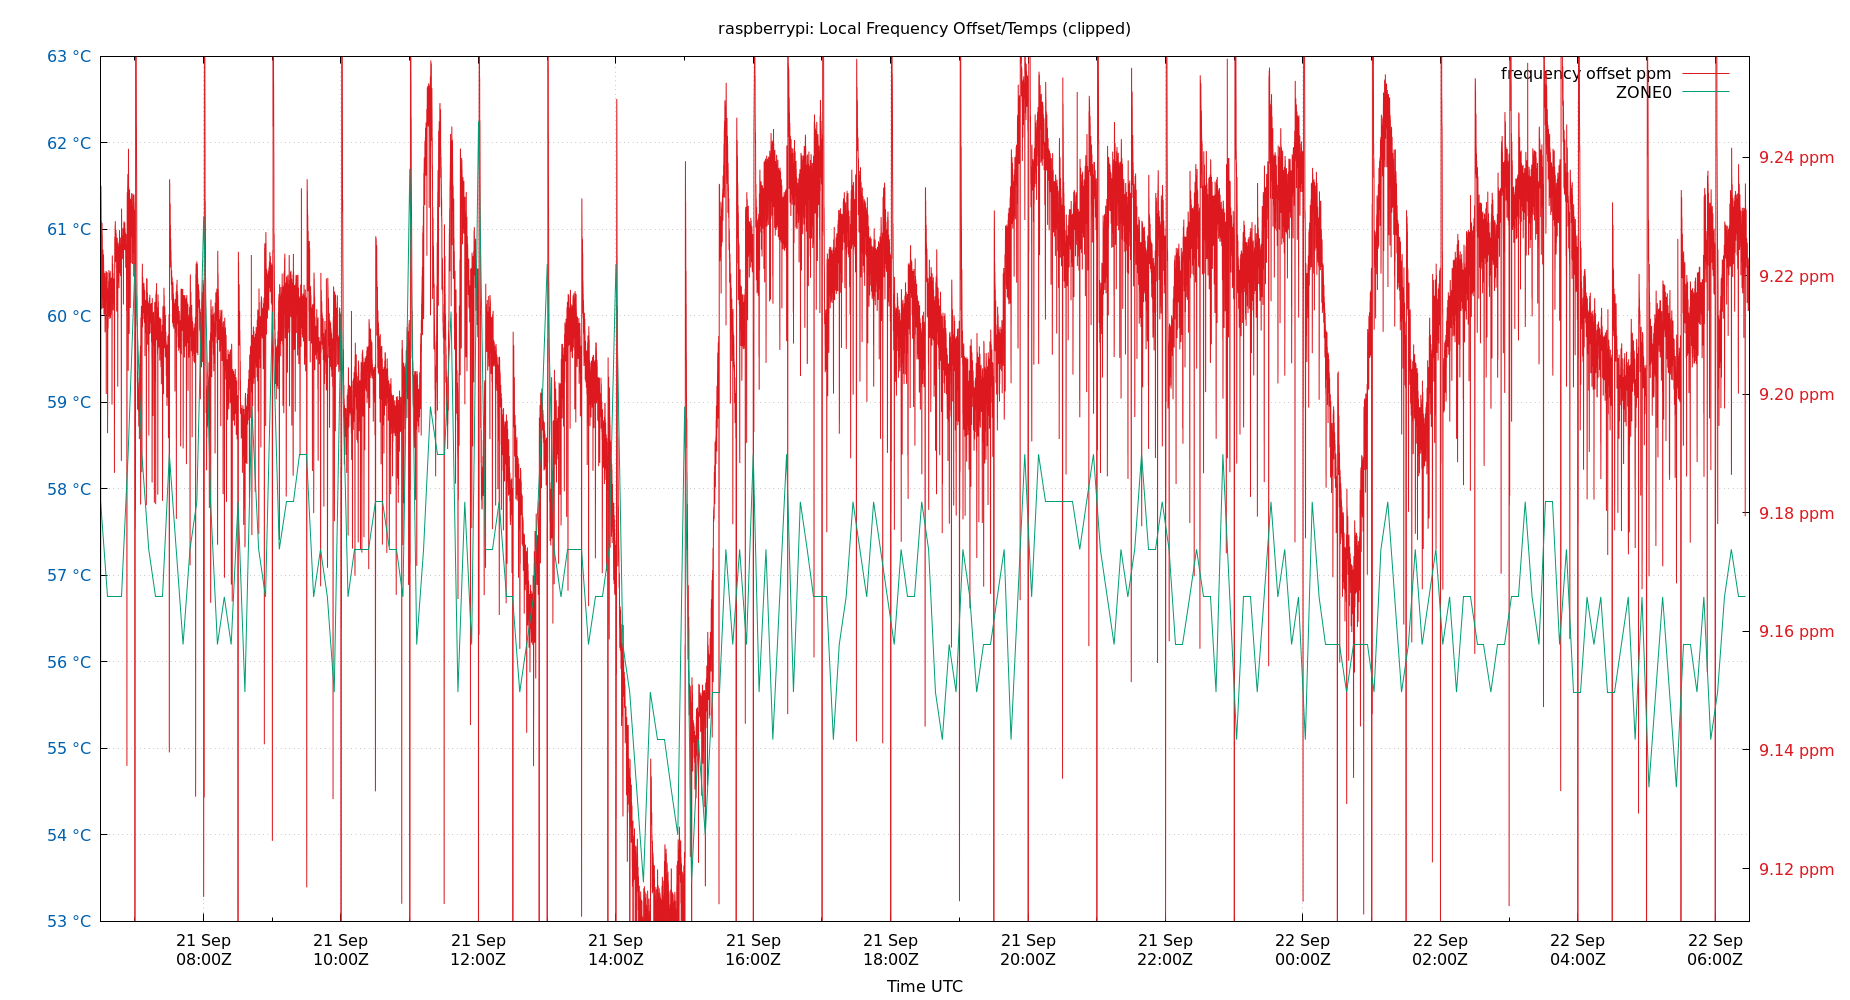 raspberrypi: Local Frequency Offset/Temps (clipped)
frequency offset ppm
ZONE0
63 °C
62 °C
61 °C
60 °C
59 °C
58 °C
57 °C
56 °C
55 °C
54 °C
53 °C
9.24 ppm
9.22 ppm
9.20 ppm
9.18 ppm
9.16 ppm
9.14 ppm
9.12 ppm
21 Sep
08:00Z
21 Sep
10:00Z
21 Sep
12:00Z
21 Sep
14:00Z
21 Sep
16:00Z
21 Sep
18:00Z
21 Sep
20:00Z
21 Sep
22:00Z
22 Sep
00:00Z
22 Sep
02:00Z
22 Sep
04:00Z
22 Sep
06:00Z
Time UTC